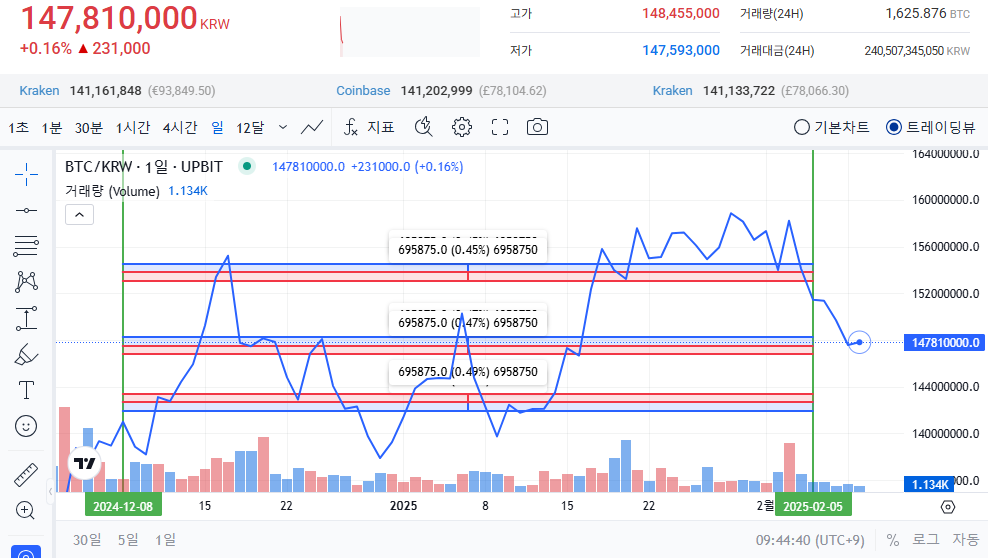 147,810,000 KRW
+0.16% ▲ 231,000
고가 148,455,000 거래량(24H) 1,625.876 BTC
저가 147,593,000 거래대금(24H) 240,507,345,050 KRW
Kraken 141,161,848 (€93,849.50) Coinbase 141,202,999 (£78,104.62) Kraken 141,133,722 (£78,066.30)
1초 1분 30분 1시간 4시간 일 12달 지표 기본차트 트레이딩뷰
BTC/KRW · 1일 · UPBIT 147810000.0 +231000.0 (+0.16%)
거래량 (Volume) 1.134K
164000000.0
160000000.0
156000000.0
152000000.0
147810000.0
144000000.0
140000000.0
1.134K
695875.0 (0.45%) 6958750
695875.0 (0.47%) 6958750
695875.0 (0.49%) 6958750
2024-12-08 15 22 2025 8 15 22 2월 2025-02-05
30일 5일 1일 09:44:40 (UTC+9) % 로그 자동